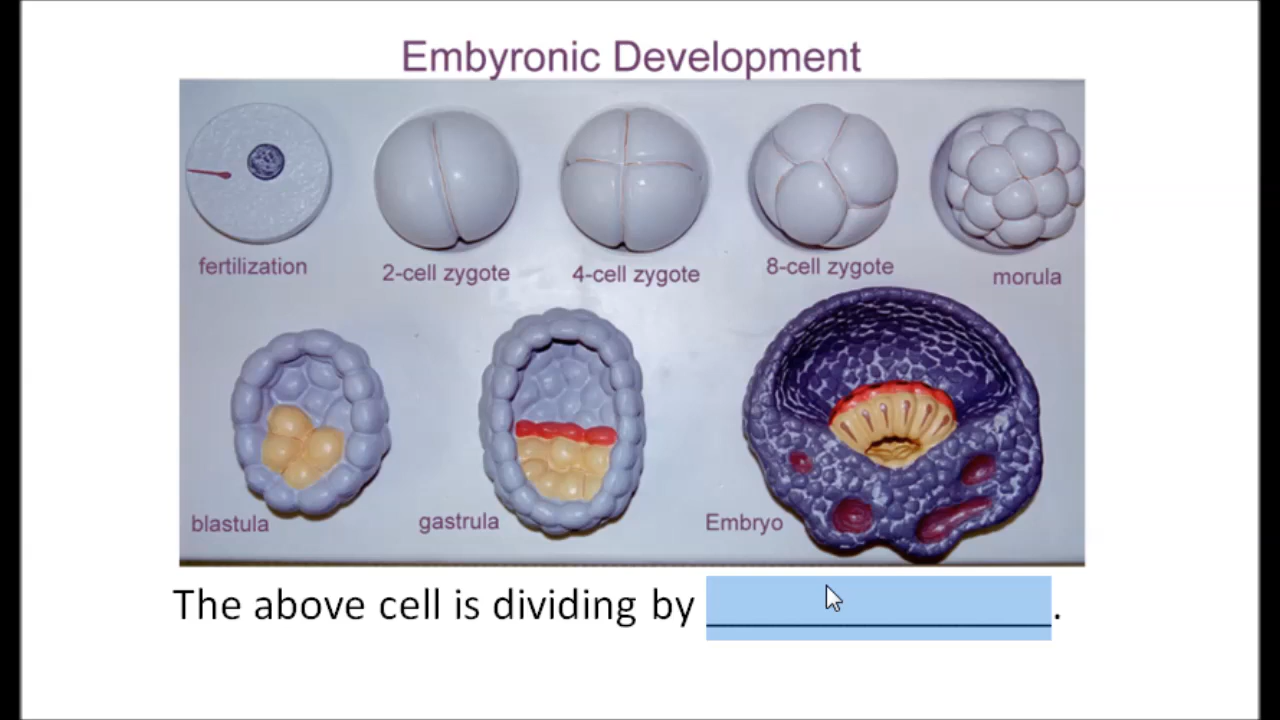 Embyronic Development
fertilization
2-cell zygote
4-cell zygote
8-cell zygote
morula
blastula
gastrula
Embryo
The above cell is dividing by _______________.